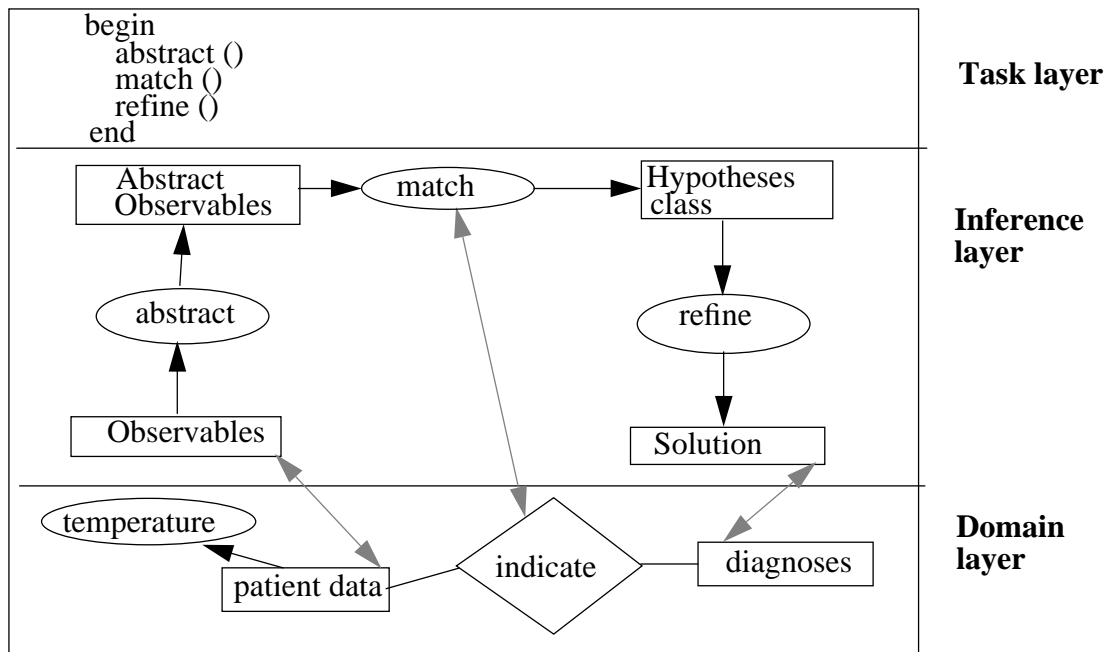 begin
abstract ()
match ()
refine ()
end
Task layer
Abstract
Observables
match
Hypotheses
class
Inference
layer
abstract
refine
Observables
Solution
temperature
patient data
indicate
diagnoses
Domain
layer